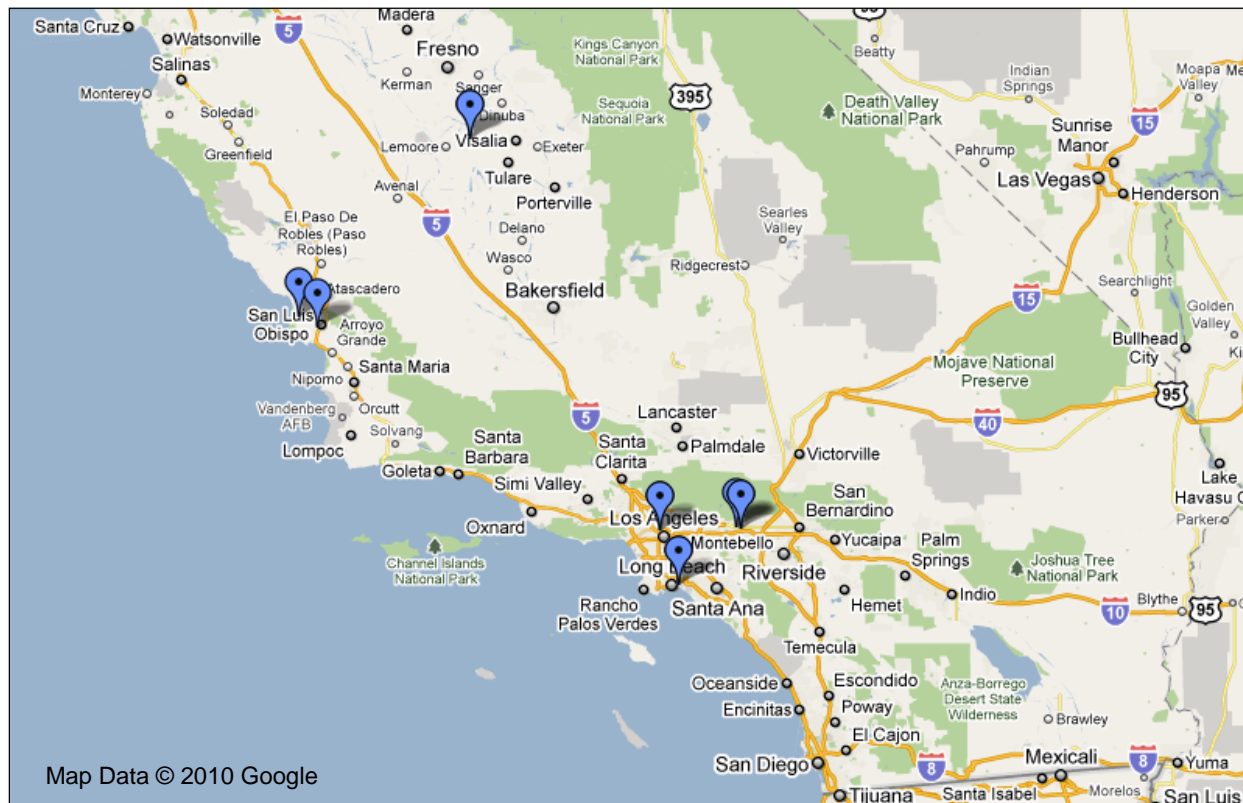 Santa Cruz
Watsonville
Salinas
Monterey
Soledad
Greenfield
Madera
Fresno
Kerman
Sanger
Dinuba
Visalia
Lemoore
Exeter
Tulare
Avenal
Porterville
Delano
Wasco
Bakersfield
5
5
5
Kings Canyon
National Park
395
Sequoia
National Park
95
Beatty
Death Valley
National Park
Indian
Springs
Moapa
Valley
15
Sunrise
Manor
Pahrump
Las Vegas
Henderson
Searles
Valley
Ridgecrest
Searchlight
15
Golden
Valley
Bullhead
City
Mojave National
Preserve
95
40
El Paso De
Robles (Paso
Robles)
Atascadero
San Luis
Obispo
Arroyo
Grande
Santa Maria
Nipomo
Orcutt
Vandenberg
AFB
Solvang
Lompoc
Santa
Barbara
Goleta
Lancaster
Palmdale
Santa
Clarita
Simi Valley
Oxnard
Victorville
Lake
Havasu C
Parker
San
Bernardino
Los Angeles
Montebello
Yucaipa
Palm
Springs
Channel Islands
National Park
Long Beach
Riverside
Joshua Tree
National Park
Rancho
Palos Verdes
Santa Ana
Hemet
Indio
Blythe
95
10
Temecula
Oceanside
Escondido
Encinitas
Poway
El Cajon
Anza-Borrego
Desert State
Wilderness
Brawley
San Diego
8
Mexicali
8
Yuma
Tijuana
Santa Isabel
Morelos
San Luis
Map Data © 2010 Google